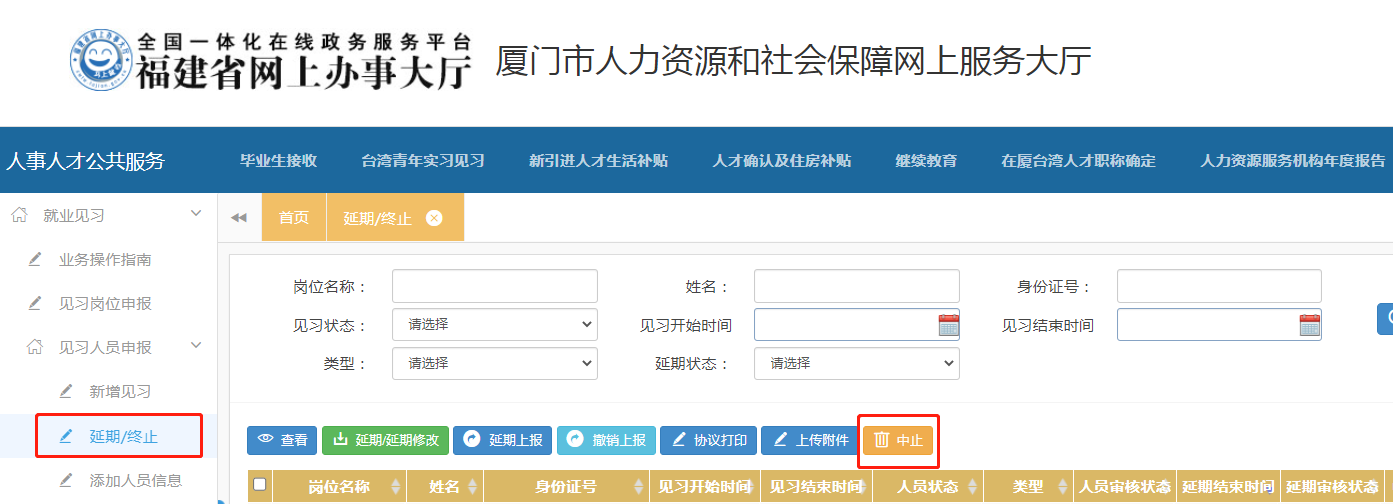 全国一体化在线政务服务平台
福建省网上办事大厅
厦门市人力资源和社会保障网上服务大厅
人事人才公共服务 毕业生接收 台湾青年实习见习 新引进人才生活补贴 人才确认及住房补贴 继续教育 在厦台湾人才职称确定 人力资源服务机构年度报告
就业见习
业务操作指南
见习岗位申报
见习人员申报
新增见习
延期/终止
添加人员信息
首页 延期/终止
岗位名称： 姓名： 身份证号：
见习状态： 请选择 见习开始时间 见习结束时间
类型： 请选择 延期状态： 请选择
查看 延期/延期修改 延期上报 撤销上报 协议打印 上传附件 中止
岗位名称 姓名 身份证号 见习开始时间 见习结束时间 人员状态 类型 人员审核状态 延期结束时间 延期审核状态